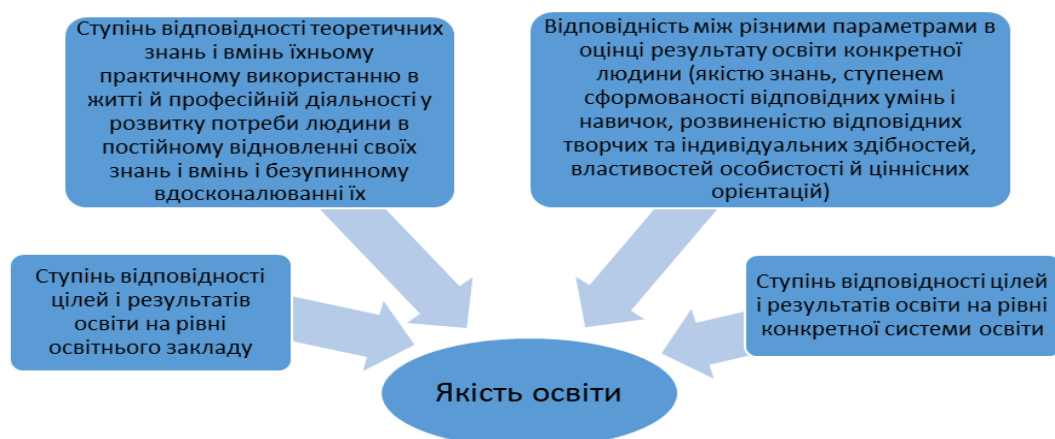 Ступінь відповідності теоретичних
знань і вмінь їхньому
практичному використанню в
житті й професійній діяльності у
розвитку потреби людини в
постійному відновленні своїх
знань і вмінь і безупинному
вдосконалюванні їх
Відповідність між різними параметрами в
оцінці результату освіти конкретної
людини (якістю знань, ступенем
сформованості відповідних умінь і
навичок, розвиненістю відповідних
творчих та індивідуальних здібностей,
властивостей особистості й ціннісних
орієнтацій)
Ступінь відповідності
цілей і результатів
освіти на рівні
освітнього закладу
Ступінь відповідності цілей
і результатів освіти на рівні
конкретної системи освіти
Якість освіти